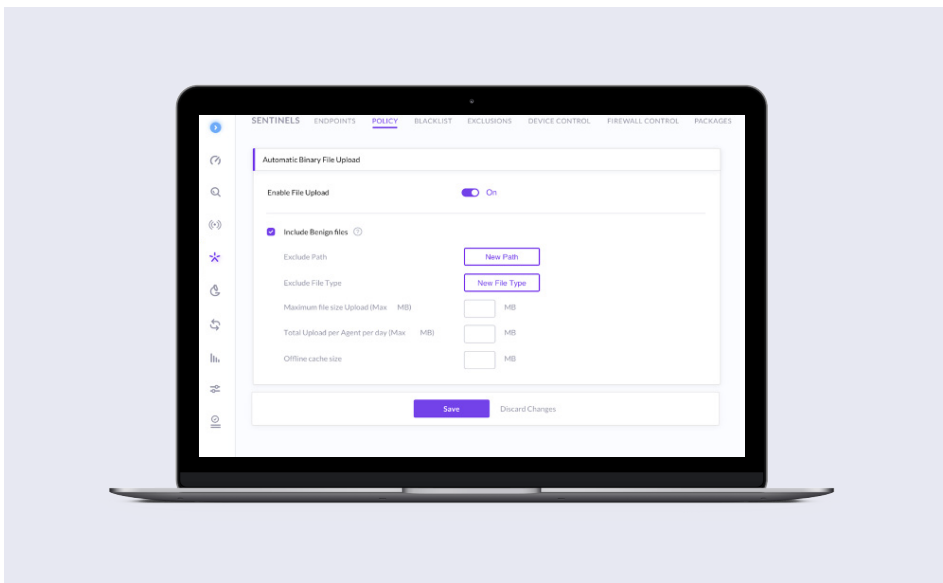 SENTINELS ENDPOINTS POLICY BLACKLIST EXCLUSIONS DEVICE CONTROL FIREWALL CONTROL PACKAGES
Automatic Binary File Upload
Enable File Upload On
Include Benign files ?
Exclude Path New Path
Exclude File Type New File Type
Maximum file size Upload (Max MB) MB
Total Upload per Agent per day (Max MB) MB
Offline cache size MB
Save Discard Changes